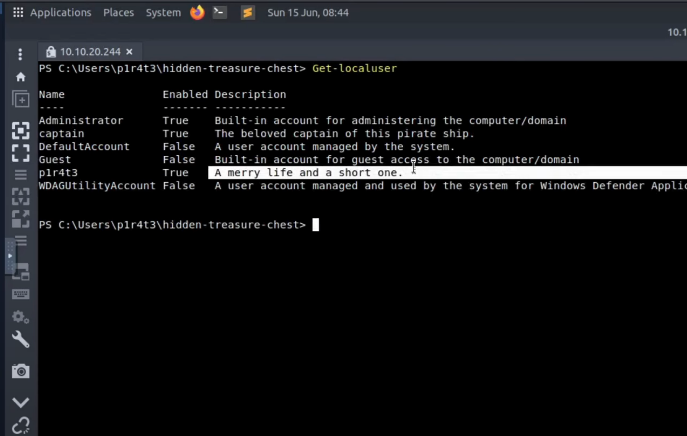 Applications Places System Sun 15 Jun, 08:44
10.1
10.10.20.244 ×
PS C:\Users\p1r4t3\hidden-treasure-chest> Get-localuser
Name Enabled Description
---- ------- -----------
Administrator True Built-in account for administering the computer/domain
captain True The beloved captain of this pirate ship.
DefaultAccount False A user account managed by the system.
Guest False Built-in account for guest access to the computer/domain
p1r4t3 True A merry life and a short one.
WDAGUtilityAccount False A user account managed and used by the system for Windows Defender Applic
PS C:\Users\p1r4t3\hidden-treasure-chest>